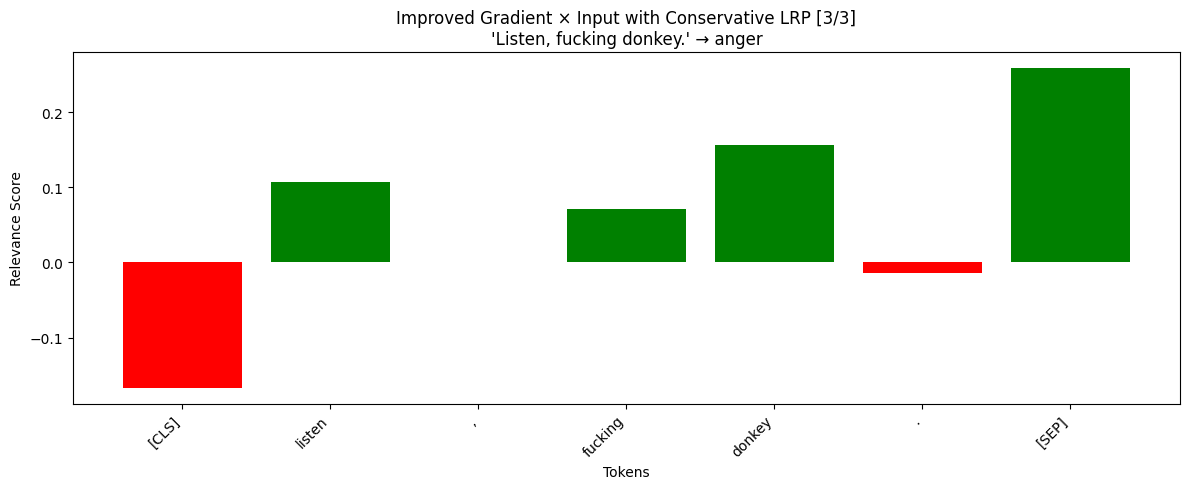 Improved Gradient × Input with Conservative LRP [3/3]
'Listen, fucking donkey.' → anger
Relevance Score
0.2
0.1
0.0
−0.1
[CLS]
listen
,
fucking
donkey
.
[SEP]
Tokens